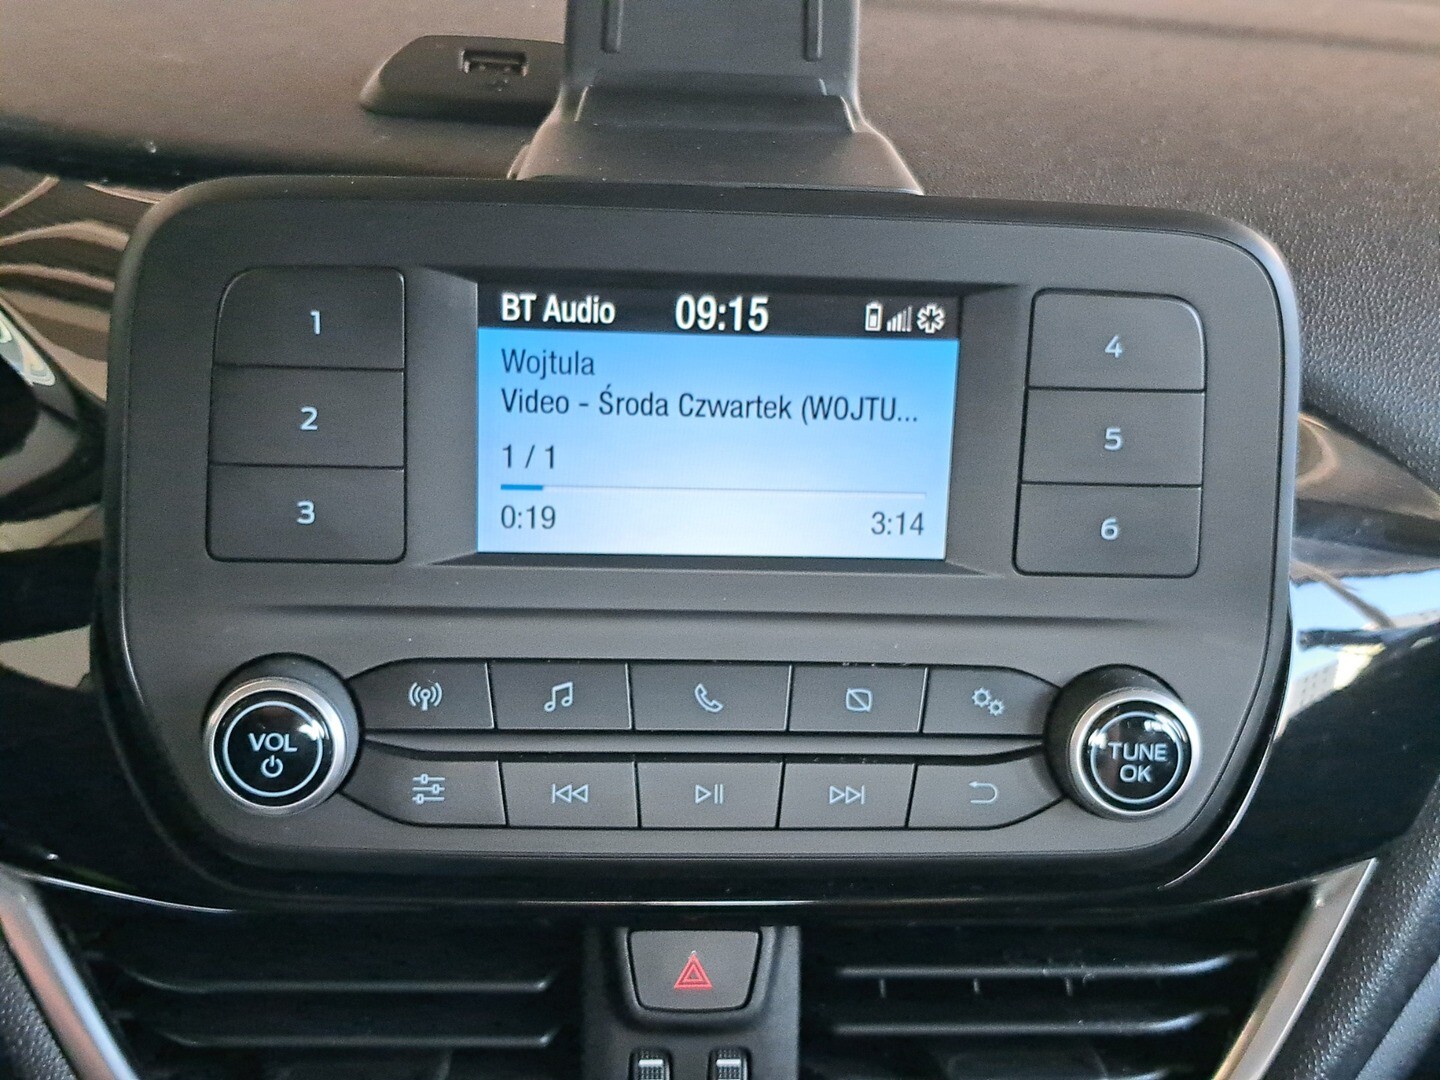 BT Audio 09:15
Wojtula
Video - Środa Czwartek (WOJTU...
1 / 1
0:19 3:14
1
2
3
4
5
6
VOL
TUNE
OK